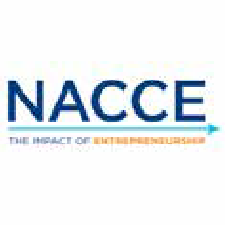 NACCE
THE IMPACT OF ENTREPRENEURSHIP